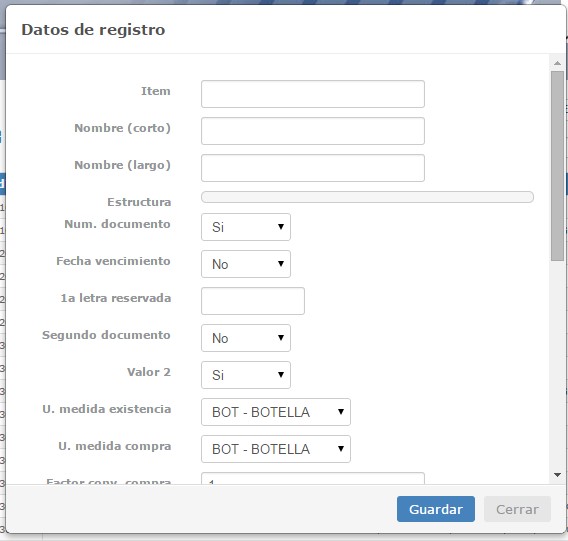 Datos de registro
Item
Nombre (corto)
Nombre (largo)
Estructura
Num. documento Si
Fecha vencimiento No
1a letra reservada
Segundo documento No
Valor 2 Si
U. medida existencia BOT - BOTELLA
U. medida compra BOT - BOTELLA
Factor conv. compra 1
Guardar Cerrar